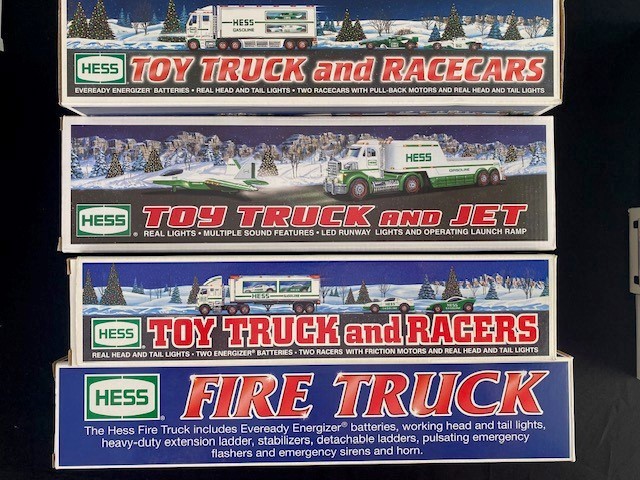 HESS
GASOLINE
HESS
TOY TRUCK and RACECARS
EVEREADY ENERGIZER® BATTERIES • REAL HEAD AND TAIL LIGHTS • TWO RACECARS WITH PULL-BACK MOTORS AND REAL HEAD AND TAIL LIGHTS
HESS
GASOLINE
HESS®
TOY TRUCK AND JET
REAL LIGHTS • MULTIPLE SOUND FEATURES • LED RUNWAY LIGHTS AND OPERATING LAUNCH RAMP
HESS
HESS
TOY TRUCK and RACERS
REAL HEAD AND TAIL LIGHTS • TWO ENERGIZER® BATTERIES • TWO RACERS WITH FRICTION MOTORS AND REAL HEAD AND TAIL LIGHTS
HESS®
FIRE TRUCK
The Hess Fire Truck includes Eveready Energizer® batteries, working head and tail lights,
heavy-duty extension ladder, stabilizers, detachable ladders, pulsating emergency
flashers and emergency sirens and horn.